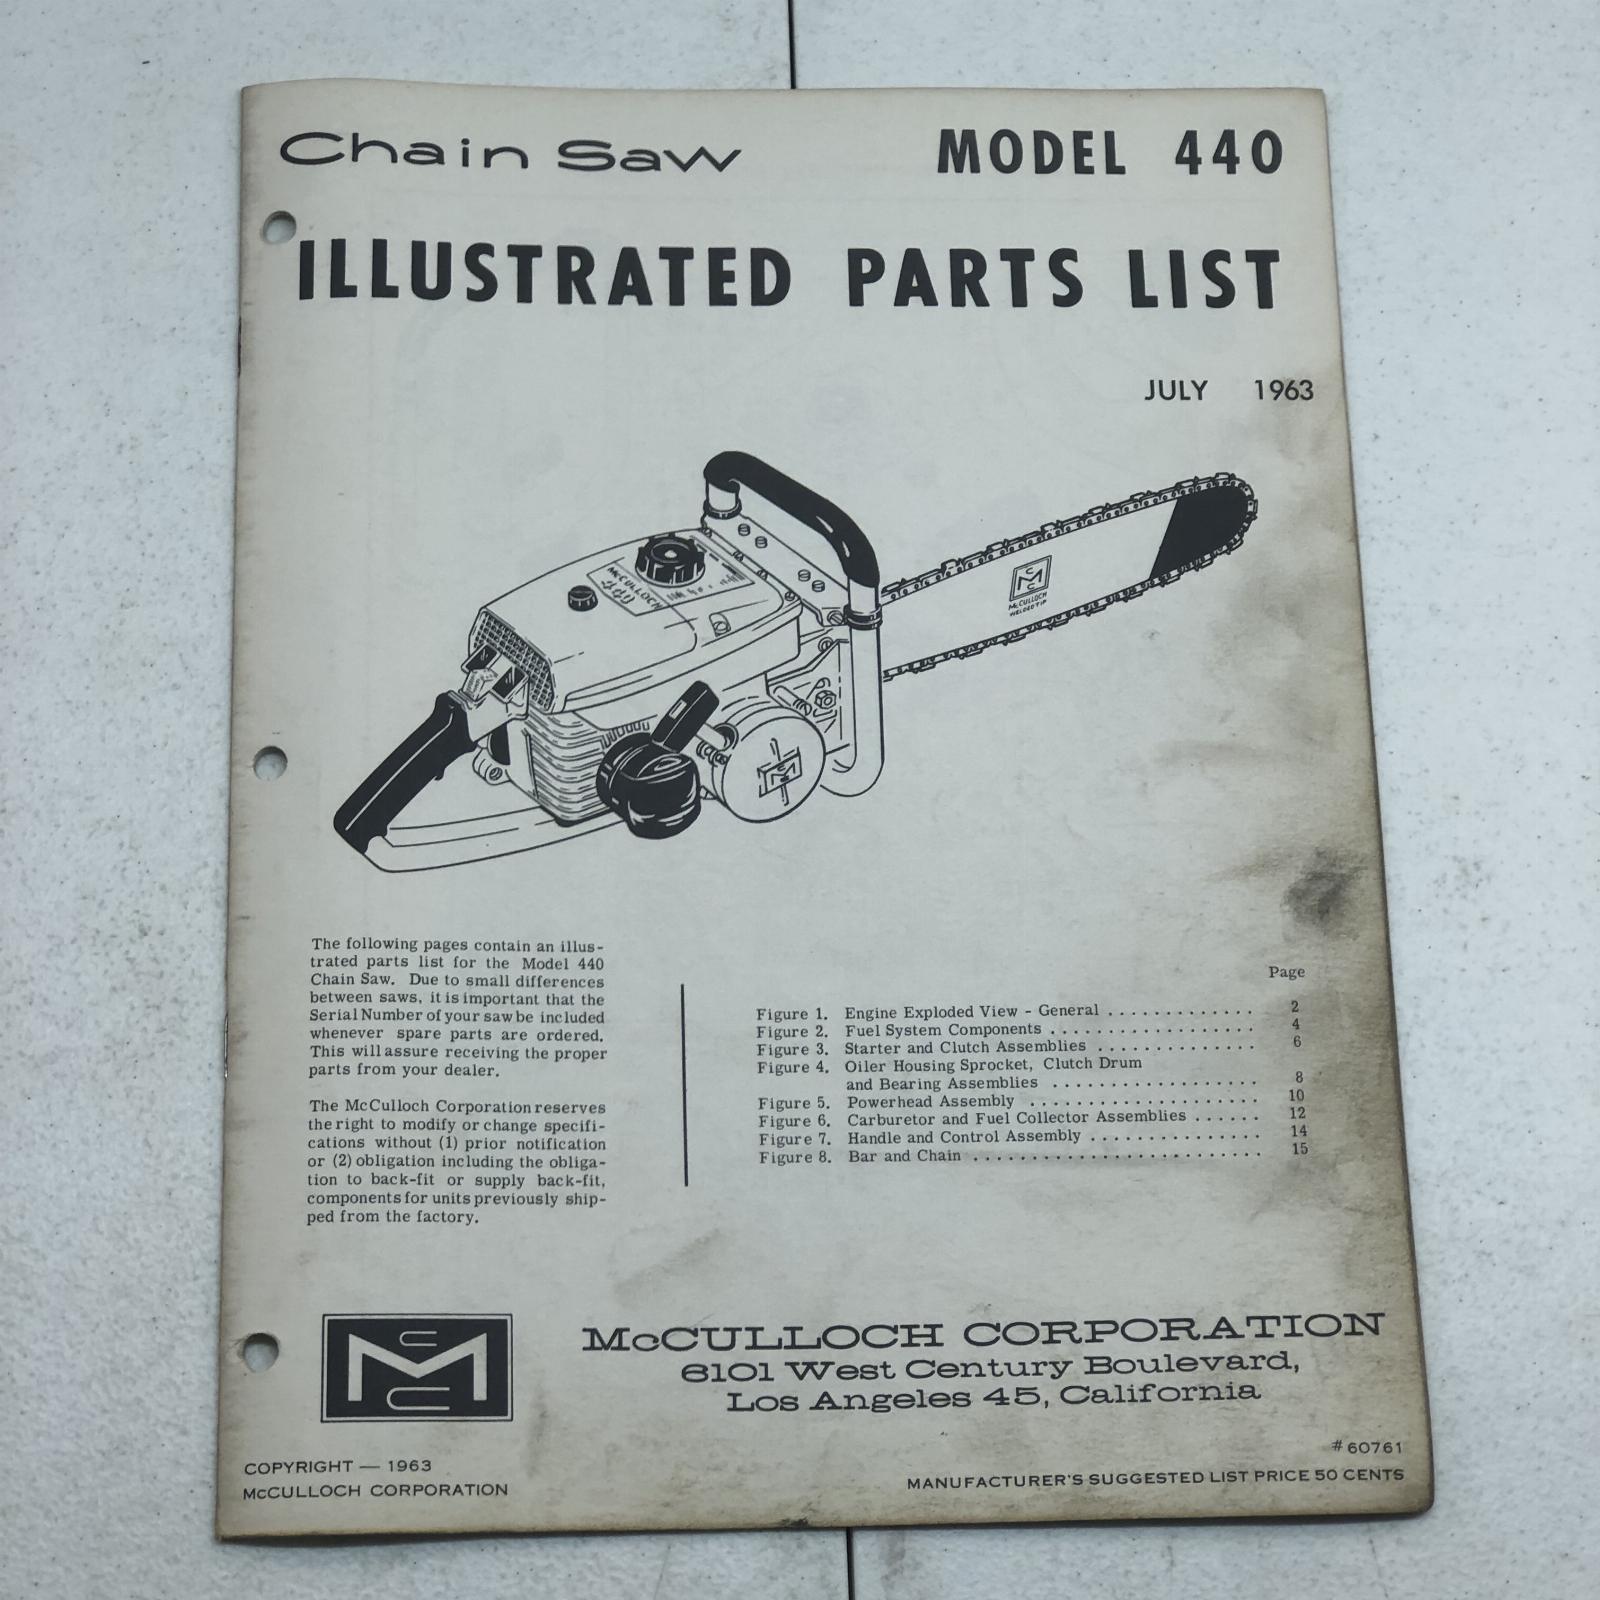 Chain Saw MODEL 440
ILLUSTRATED PARTS LIST
JULY 1963
McCULLOCH
440
McCULLOCH
WELDED TIP
The following pages contain an illus-
trated parts list for the Model 440
Chain Saw. Due to small differences
between saws, it is important that the
Serial Number of your saw be included
whenever spare parts are ordered.
This will assure receiving the proper
parts from your dealer.
The McCulloch Corporation reserves
the right to modify or change specifi-
cations without (1) prior notification
or (2) obligation including the obliga-
tion to back-fit or supply back-fit,
components for units previously ship-
ped from the factory.
Page
Figure 1. Engine Exploded View - General . . . . . . . . . . . . . 2
Figure 2. Fuel System Components . . . . . . . . . . . . . . . . . . 4
Figure 3. Starter and Clutch Assemblies . . . . . . . . . . . . . . 6
Figure 4. Oiler Housing Sprocket, Clutch Drum
and Bearing Assemblies . . . . . . . . . . . . . . . . . . 8
Figure 5. Powerhead Assembly . . . . . . . . . . . . . . . . . . . . 10
Figure 6. Carburetor and Fuel Collector Assemblies . . . . . . 12
Figure 7. Handle and Control Assembly . . . . . . . . . . . . . . . 14
Figure 8. Bar and Chain . . . . . . . . . . . . . . . . . . . . . . . . . 15
McCULLOCH CORPORATION
6101 West Century Boulevard,
Los Angeles 45, California
COPYRIGHT — 1963
McCULLOCH CORPORATION
#60761
MANUFACTURER'S SUGGESTED LIST PRICE 50 CENTS